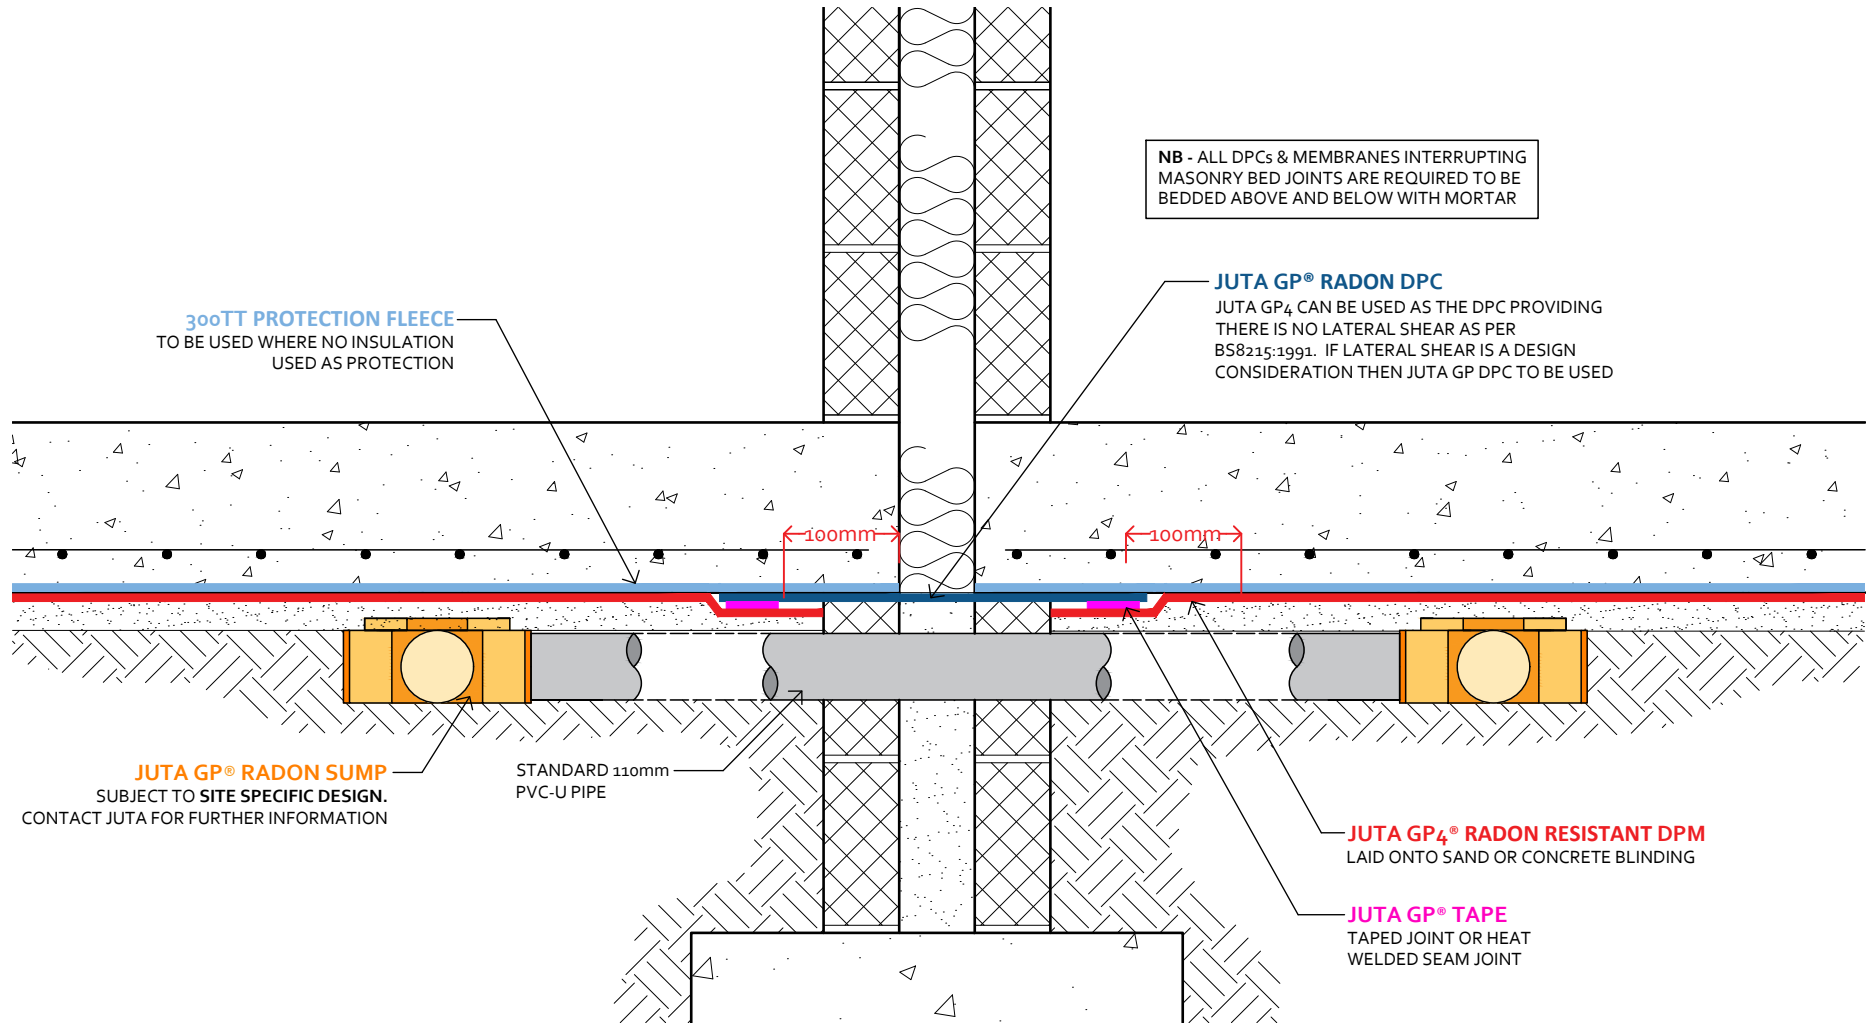 NB - ALL DPCs & MEMBRANES INTERRUPTING
MASONRY BED JOINTS ARE REQUIRED TO BE
BEDDED ABOVE AND BELOW WITH MORTAR
JUTA GP® RADON DPC
JUTA GP4 CAN BE USED AS THE DPC PROVIDING
THERE IS NO LATERAL SHEAR AS PER
BS8215:1991. IF LATERAL SHEAR IS A DESIGN
CONSIDERATION THEN JUTA GP DPC TO BE USED
300TT PROTECTION FLEECE
TO BE USED WHERE NO INSULATION
USED AS PROTECTION
100mm
100mm
JUTA GP® RADON SUMP
SUBJECT TO SITE SPECIFIC DESIGN.
CONTACT JUTA FOR FURTHER INFORMATION
STANDARD 110mm
PVC-U PIPE
JUTA GP4® RADON RESISTANT DPM
LAID ONTO SAND OR CONCRETE BLINDING
JUTA GP® TAPE
TAPED JOINT OR HEAT
WELDED SEAM JOINT